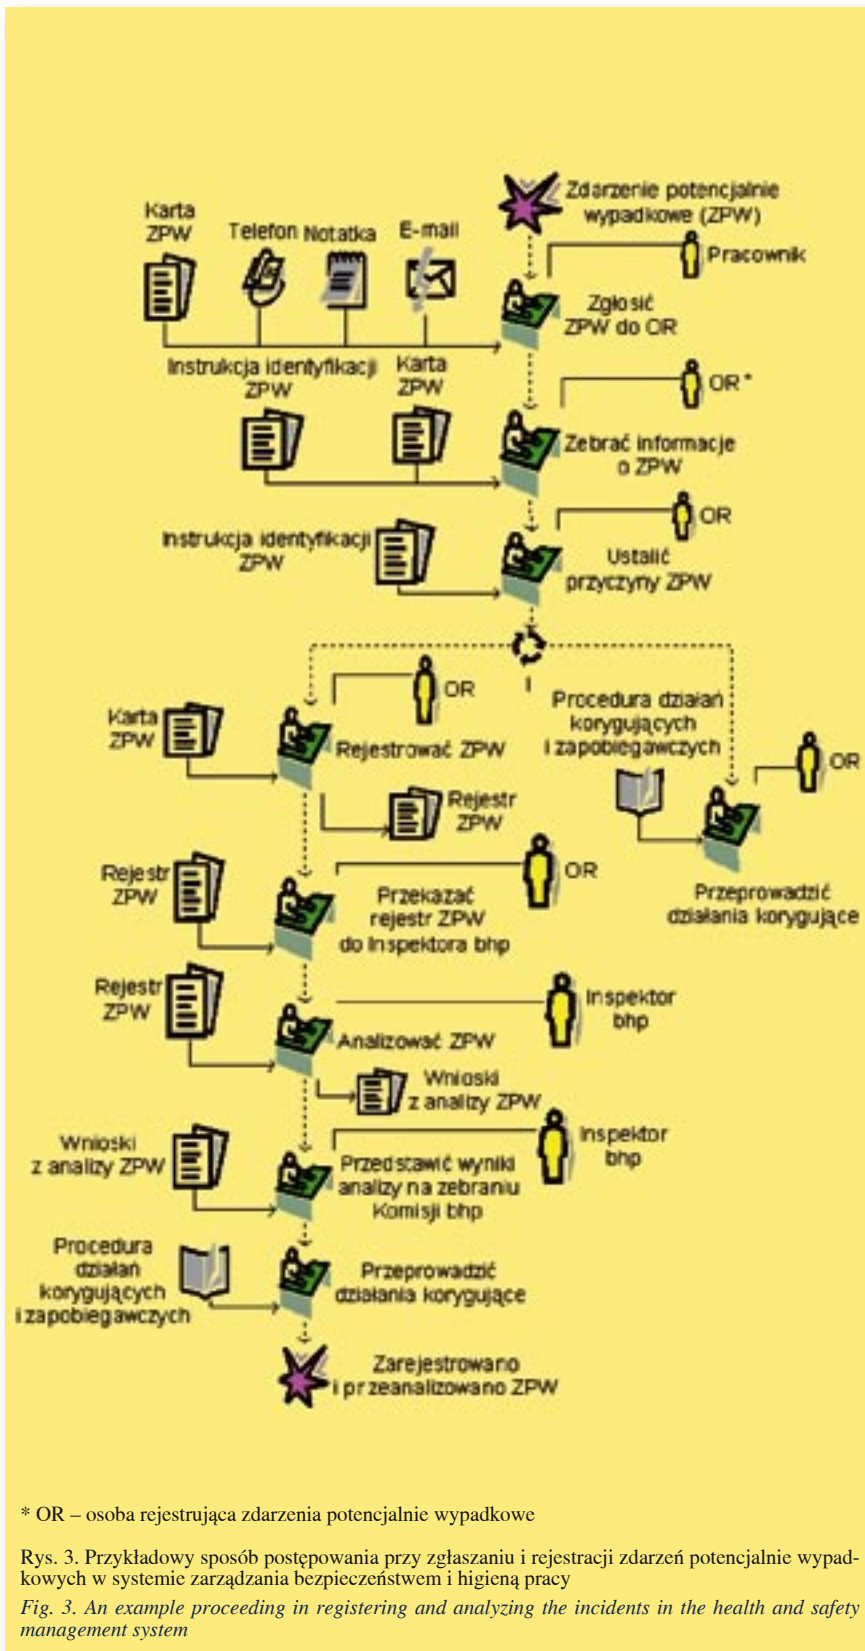 Zdarzenie potencjalnie
wypadkowe (ZPW)
Karta
ZPW
Telefon
Notatka
E-mail
Pracownik
Zgłosić
ZPW do OR
Instrukcja identyfikacji
ZPW
Karta
ZPW
OR *
Zebrać informacje
o ZPW
Instrukcja identyfikacji
ZPW
OR
Ustalić
przyczyny ZPW
I
OR
Karta
ZPW
Rejestrować ZPW
Rejestr
ZPW
Procedura działań
korygujących
i zapobiegawczych
OR
Przeprowadzić
działania korygujące
Rejestr
ZPW
OR
Przekazać
rejestr ZPW
do Inspektora bhp
Rejestr
ZPW
Inspektor
bhp
Analizować ZPW
Wnioski
z analizy ZPW
Wnioski
z analizy ZPW
Inspektor
bhp
Przedstawić wyniki
analizy na zebraniu
Komisji bhp
Procedura
działań
korygujących
i zapobiegawczych
Przeprowadzić
działania korygujące
Zarejestrowano
i przeanalizowano ZPW
* OR – osoba rejestrująca zdarzenia potencjalnie wypadkowe
Rys. 3. Przykładowy sposób postępowania przy zgłaszaniu i rejestracji zdarzeń potencjalnie wypad-
kowych w systemie zarządzania bezpieczeństwem i higieną pracy
Fig. 3. An example proceeding in registering and analyzing the incidents in the health and safety
management system